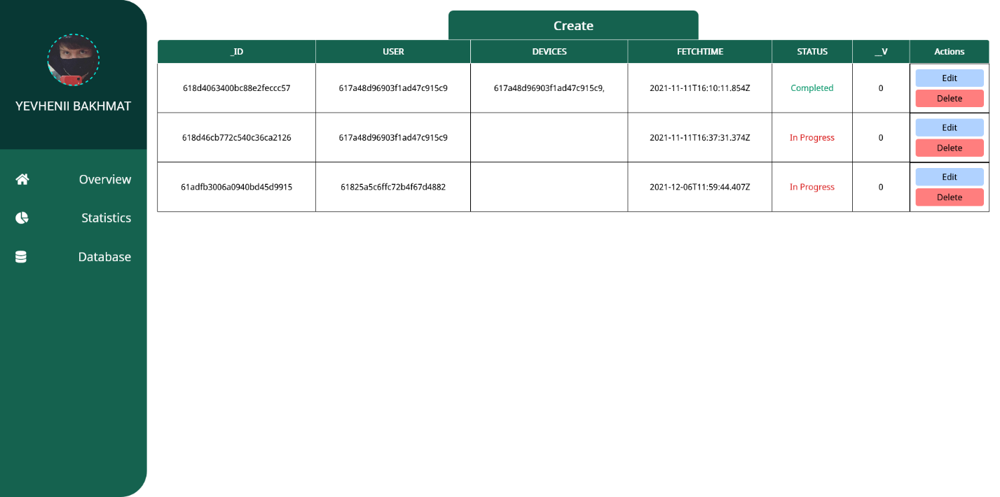 YEVHENII BAKHMAT
Overview
Statistics
Database
Create
_ID USER DEVICES FETCHTIME STATUS __V Actions
618d4063400bc88e2feccc57 617a48d96903f1ad47c915c9 617a48d96903f1ad47c915c9, 2021-11-11T16:10:11.854Z Completed 0 Edit
Delete
618d46cb772c540c36ca2126 617a48d96903f1ad47c915c9 2021-11-11T16:37:31.374Z In Progress 0 Edit
Delete
61adfb3006a0940bd45d9915 61825a5c6ffc72b4f67d4882 2021-12-06T11:59:44.407Z In Progress 0 Edit
Delete